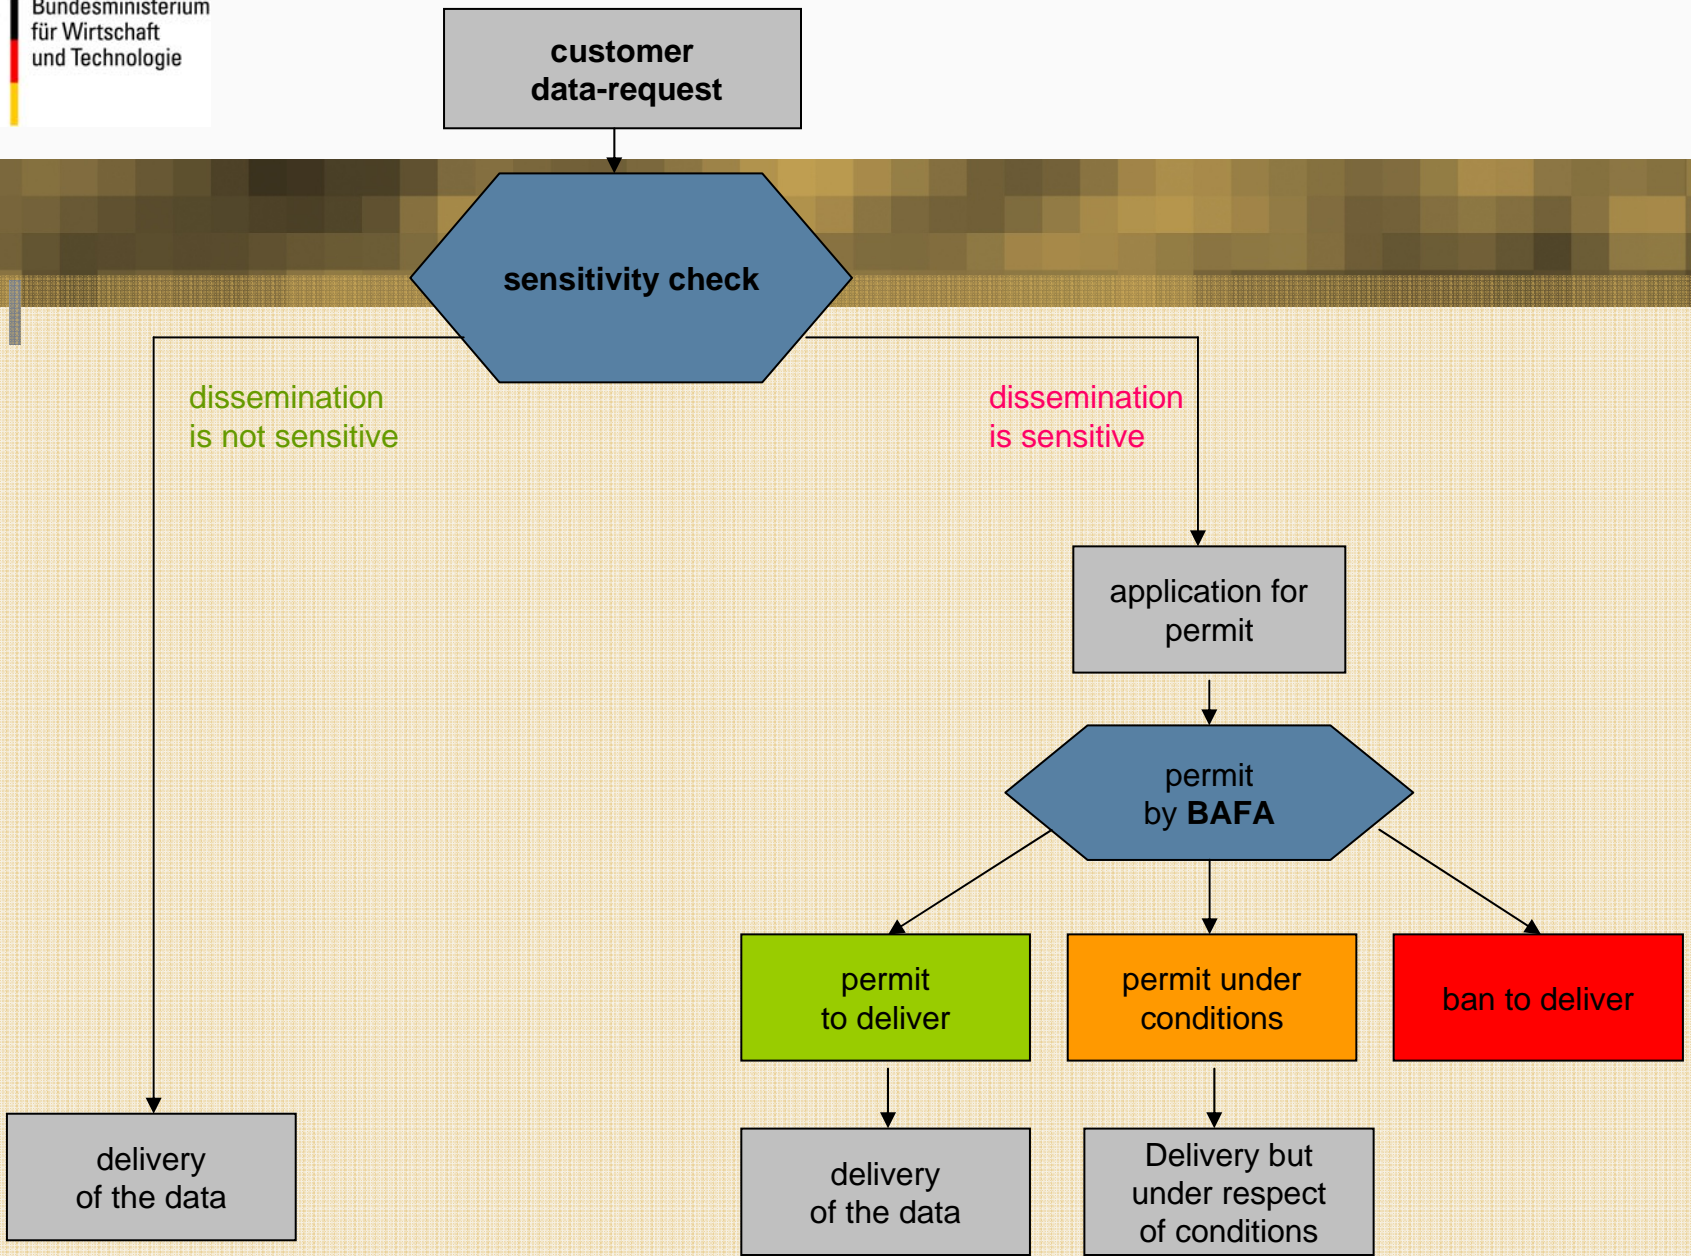 Bundesministerium
für Wirtschaft
und Technologie
customer
data-request
sensitivity check
dissemination
is not sensitive
dissemination
is sensitive
application for
permit
permit
by BAFA
permit
to deliver
permit under
conditions
ban to deliver
delivery
of the data
delivery
of the data
Delivery but
under respect
of conditions